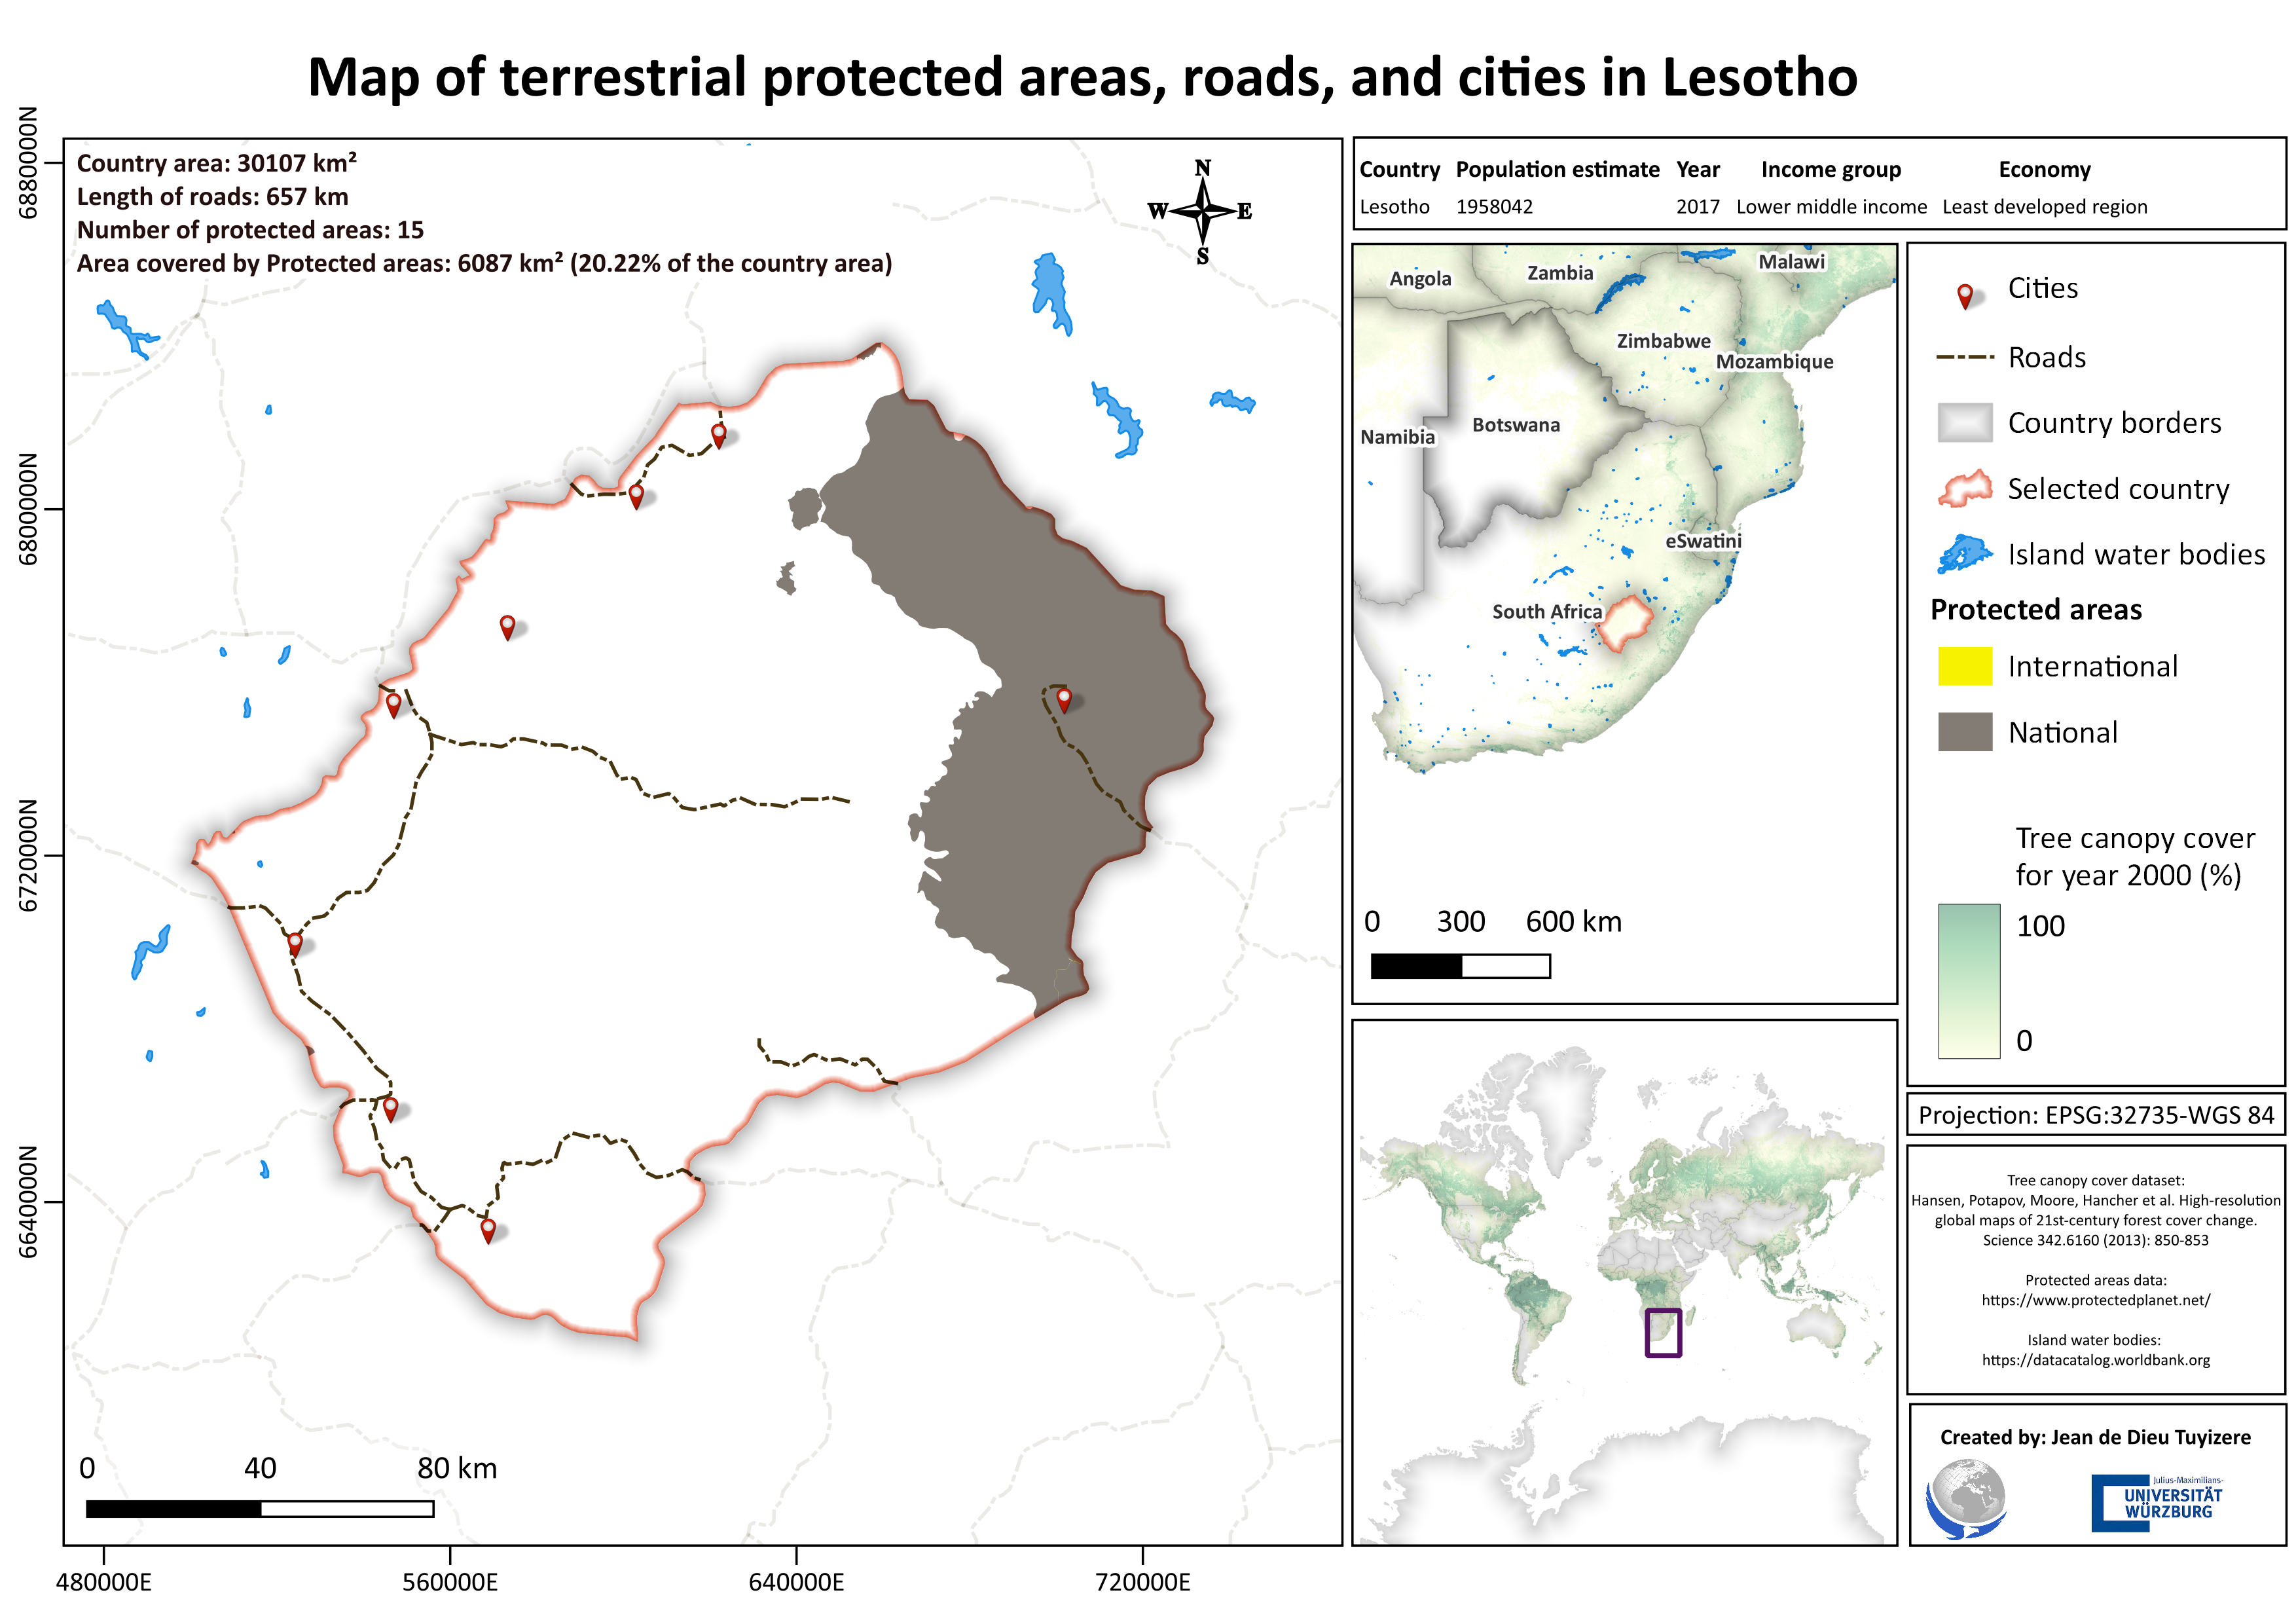 Map of terrestrial protected areas, roads, and cities in Lesotho
Country area: 30107 km²
Length of roads: 657 km
Number of protected areas: 15
Area covered by Protected areas: 6087 km² (20.22% of the country area)
N
W E
S
6880000N
6800000N
6720000N
6640000N
480000E 560000E 640000E 720000E
0 40 80 km
Country Population estimate Year Income group Economy
Lesotho 1958042 2017 Lower middle income Least developed region
Angola
Zambia
Malawi
Zimbabwe
Mozambique
Namibia
Botswana
eSwatini
South Africa
0 300 600 km
Cities
Roads
Country borders
Selected country
Island water bodies
Protected areas
International
National
Tree canopy cover
for year 2000 (%)
100
0
Projection: EPSG:32735-WGS 84
Tree canopy cover dataset:
Hansen, Potapov, Moore, Hancher et al. High-resolution
global maps of 21st-century forest cover change.
Science 342.6160 (2013): 850-853
Protected areas data:
https://www.protectedplanet.net/
Island water bodies:
https://datacatalog.worldbank.org
Created by: Jean de Dieu Tuyizere
Julius-Maximilians-
UNIVERSITÄT
WÜRZBURG